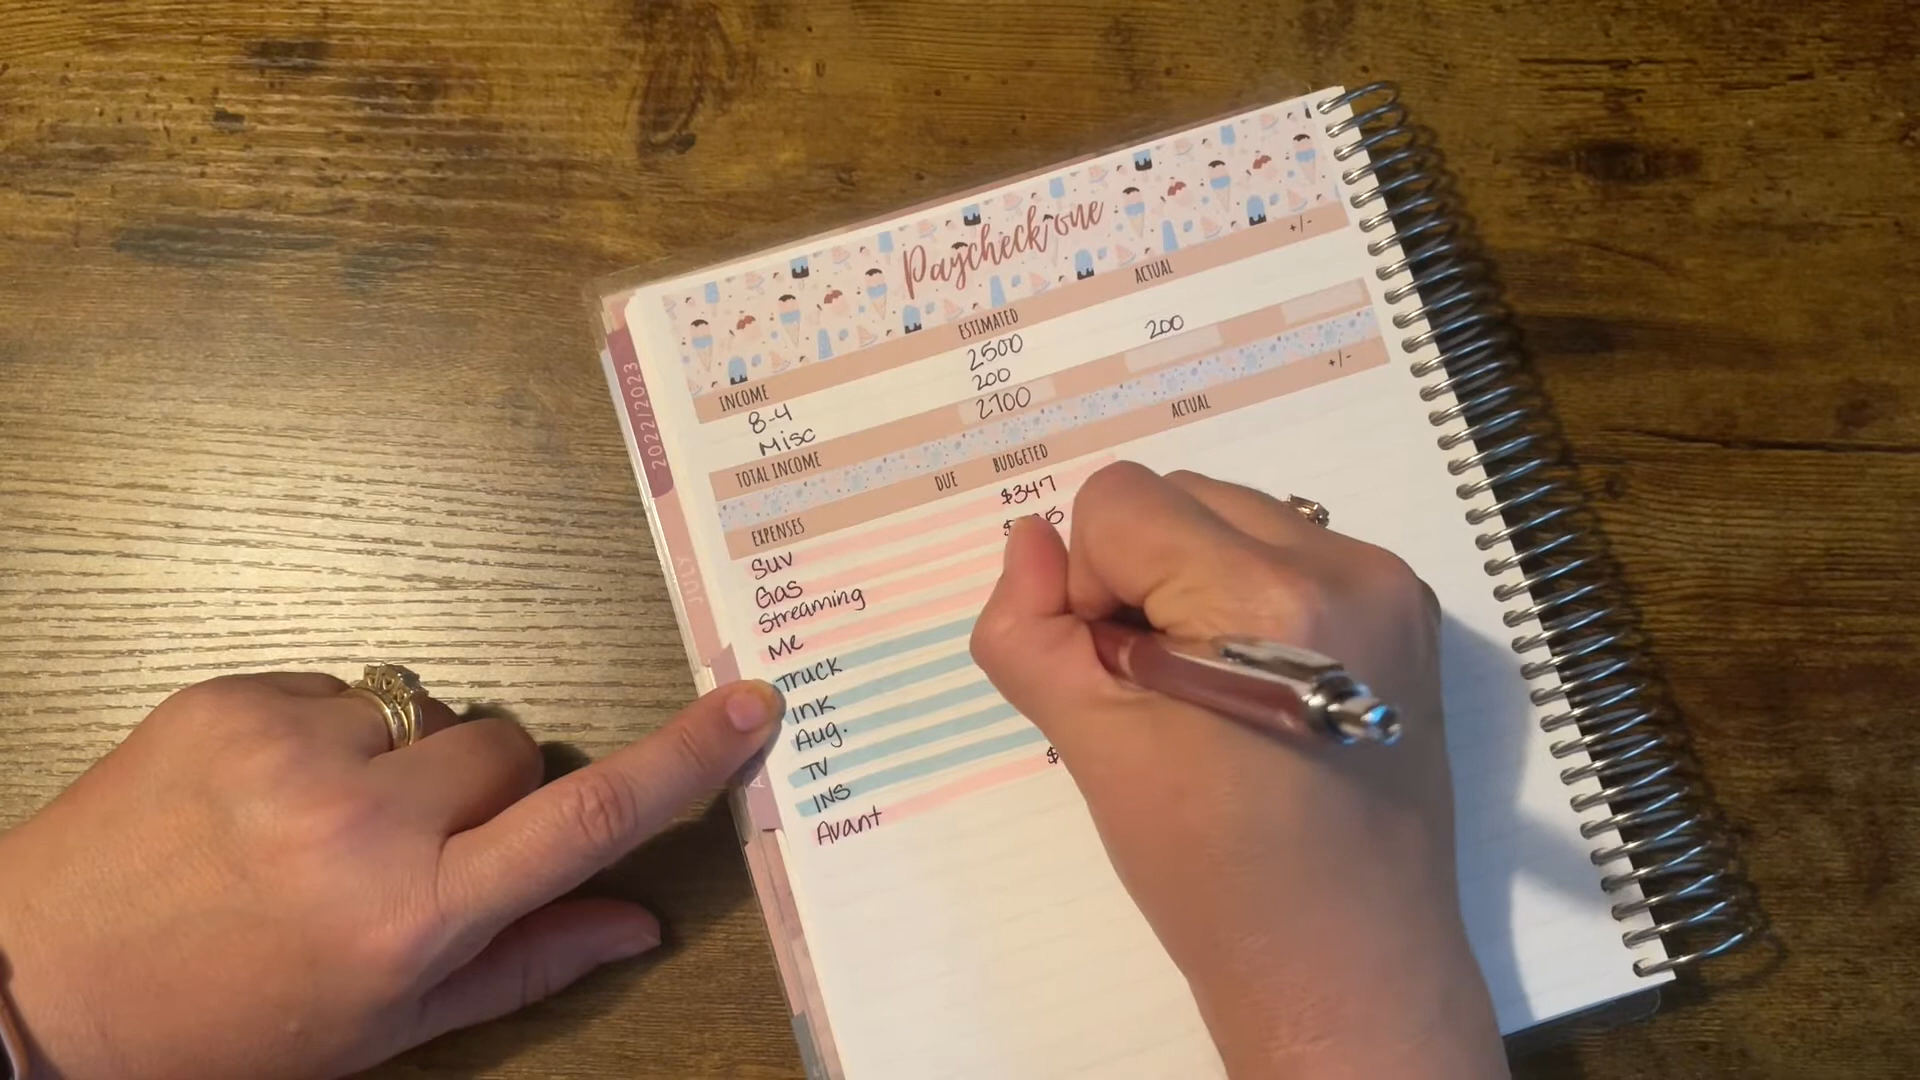 Paycheck one
INCOME ESTIMATED ACTUAL +/-
8-4 2500
Misc 200 200
TOTAL INCOME 2700
EXPENSES DUE BUDGETED ACTUAL +/-
Suv $347
Gas
Streaming
Me
Truck
Ink
Aug.
TV
INS
Avant $
2022/2023
JULY